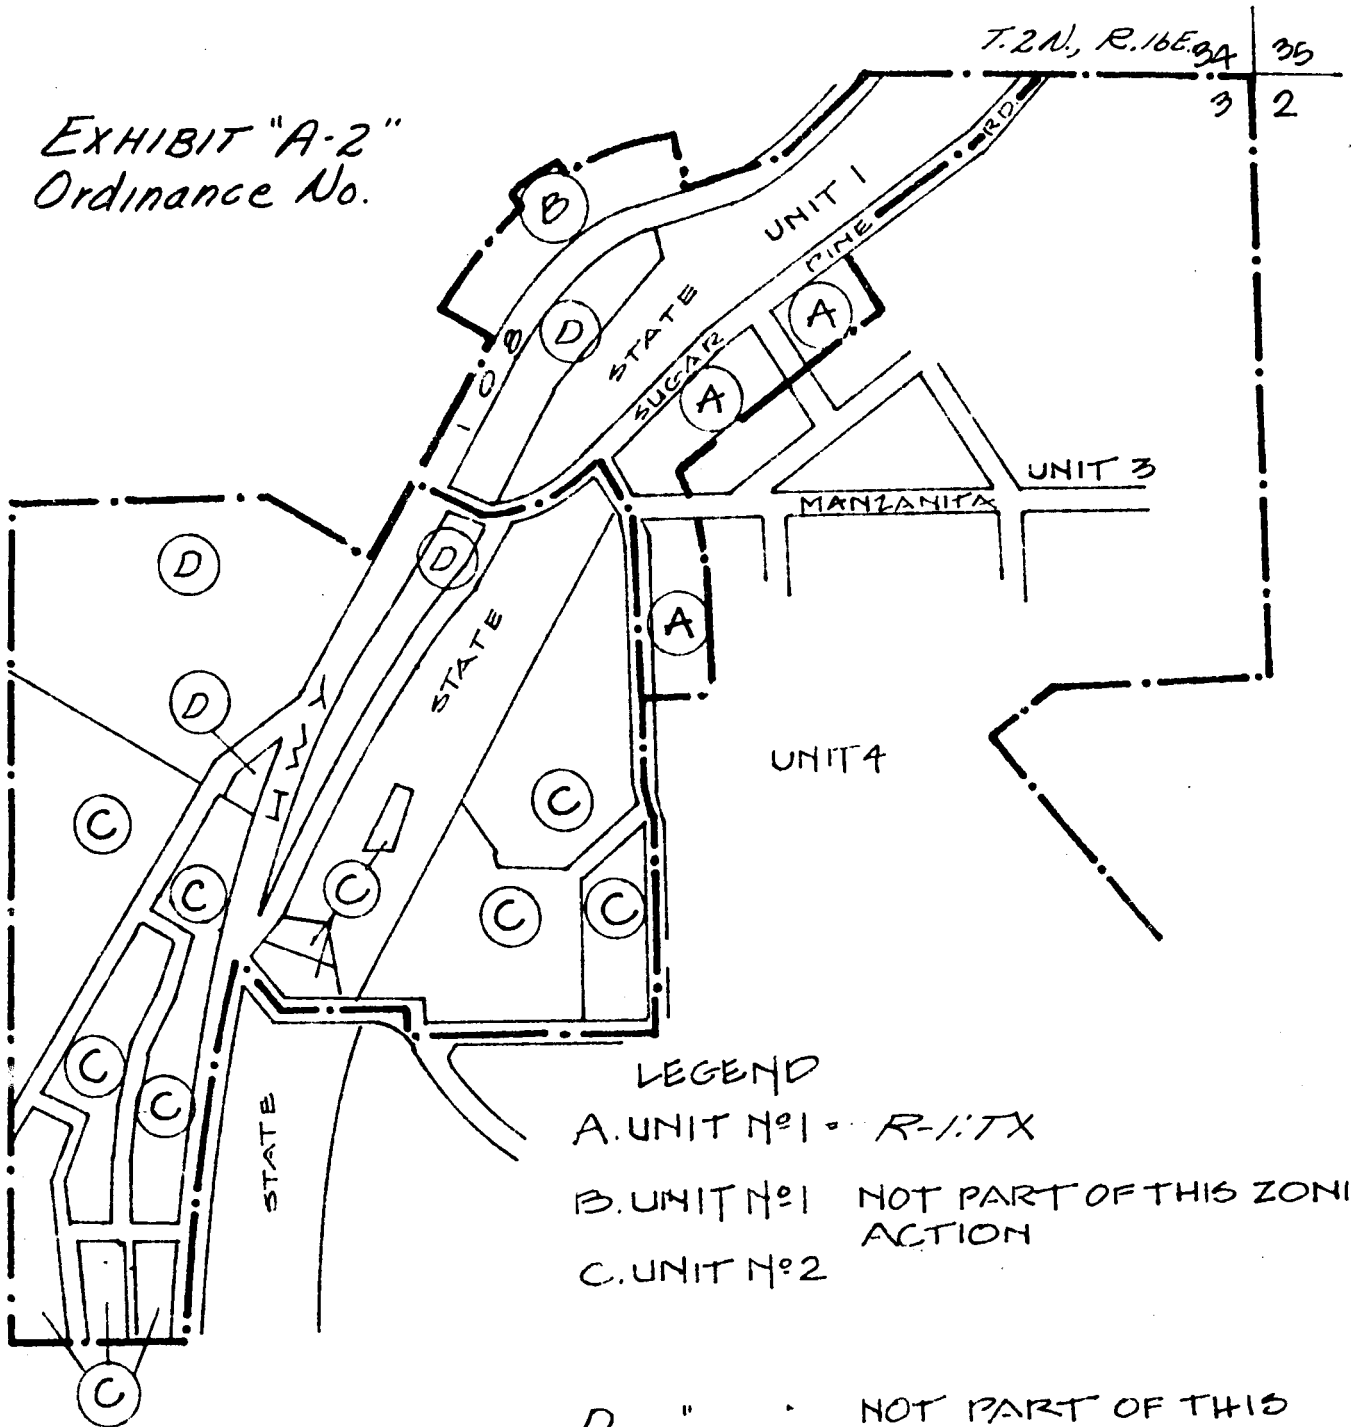 T.2N., R.16E.
34 35
3 2
EXHIBIT "A-2"
Ordinance No.
B
UNIT 1
RD.
PINE
A
D
STATE
108
SUGAR
A
UNIT 3
MANZANITA
D
D
STATE
A
D
HWY
UNIT 4
C
C
C
C
C
C
C
C
STATE
C
LEGEND
A. UNIT Nº1 • R-1:TX
B. UNIT Nº1 NOT PART OF THIS ZONI
ACTION
C. UNIT Nº2
D. " NOT PART OF THIS